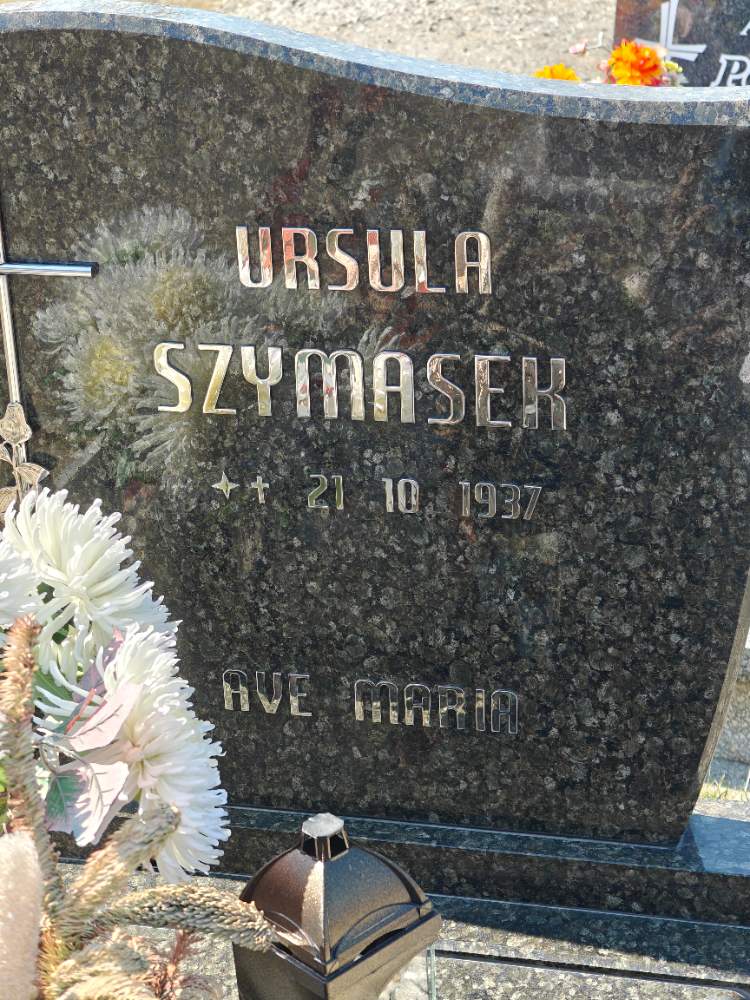 URSULA
SZYMASEK
✦ † 21 10 1937
AVE MARIA